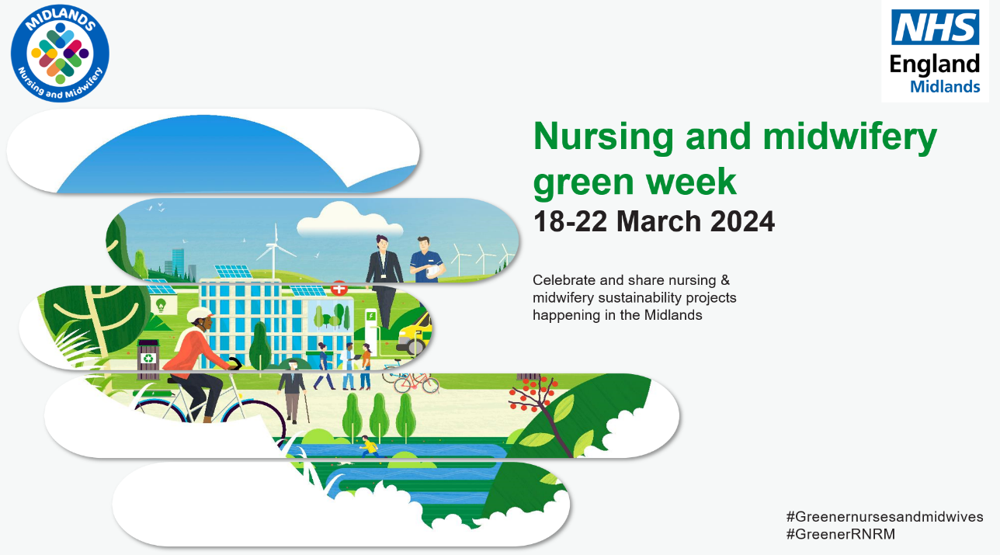 MIDLANDS
Nursing and Midwifery
NHS
England
Midlands
Nursing and midwifery
green week
18-22 March 2024
Celebrate and share nursing &
midwifery sustainability projects
happening in the Midlands
#Greenernursesandmidwives
#GreenerRNRM